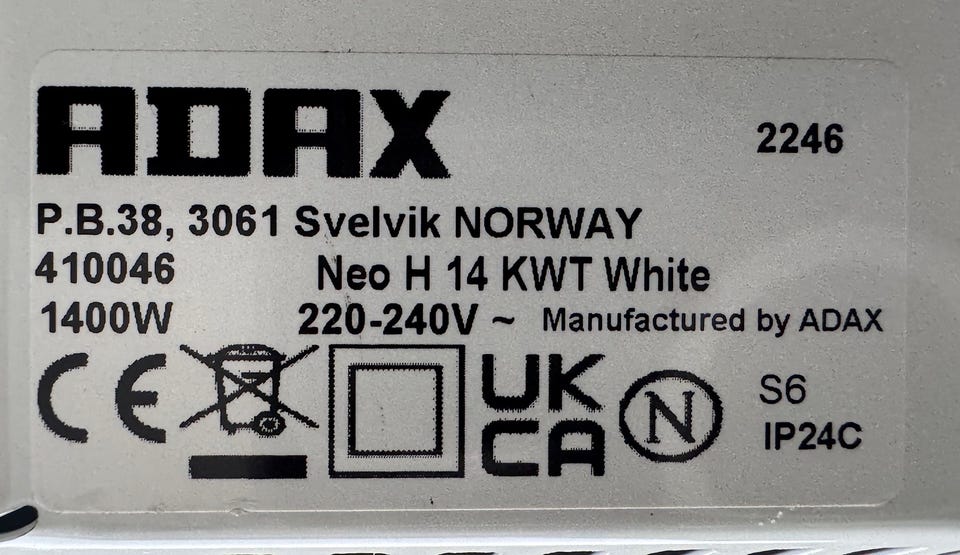 ADAX
2246
P.B.38, 3061 Svelvik NORWAY
410046 Neo H 14 KWT White
1400W 220-240V ~ Manufactured by ADAX
CE UK CA N S6
IP24C